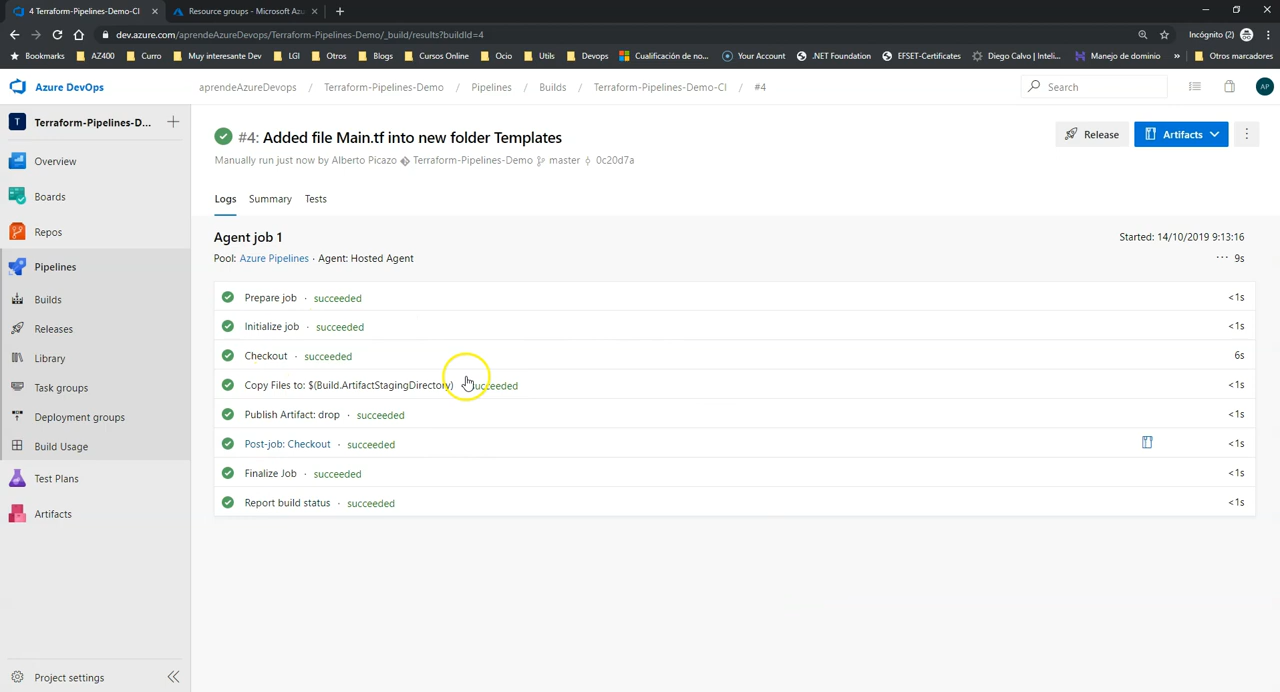 4 Terraform-Pipelines-Demo-CI
Resource groups - Microsoft Azu
dev.azure.com/aprendeAzureDevops/Terraform-Pipelines-Demo/_build/results?buildId=4
Incógnito (2)
Bookmarks AZ400 Curro Muy interesante Dev LGI Otros Blogs Cursos Online Ocio Utils Devops Cualificación de no... Your Account .NET Foundation EFSET-Certificates Diego Calvo | Inteli... Manejo de dominio » Otros marcadores
Azure DevOps
aprendeAzureDevops / Terraform-Pipelines-Demo / Pipelines / Builds / Terraform-Pipelines-Demo-CI / #4
Search
AP
T Terraform-Pipelines-D...
Overview
Boards
Repos
Pipelines
Builds
Releases
Library
Task groups
Deployment groups
Build Usage
Test Plans
Artifacts
Project settings
#4: Added file Main.tf into new folder Templates
Manually run just now by Alberto Picazo Terraform-Pipelines-Demo master 0c20d7a
Release
Artifacts
Logs Summary Tests
Agent job 1
Started: 14/10/2019 9:13:16
Pool: Azure Pipelines · Agent: Hosted Agent
··· 9s
Prepare job · succeeded <1s
Initialize job · succeeded <1s
Checkout · succeeded 6s
Copy Files to: $(Build.ArtifactStagingDirectory) succeeded <1s
Publish Artifact: drop · succeeded <1s
Post-job: Checkout · succeeded <1s
Finalize Job · succeeded <1s
Report build status · succeeded <1s